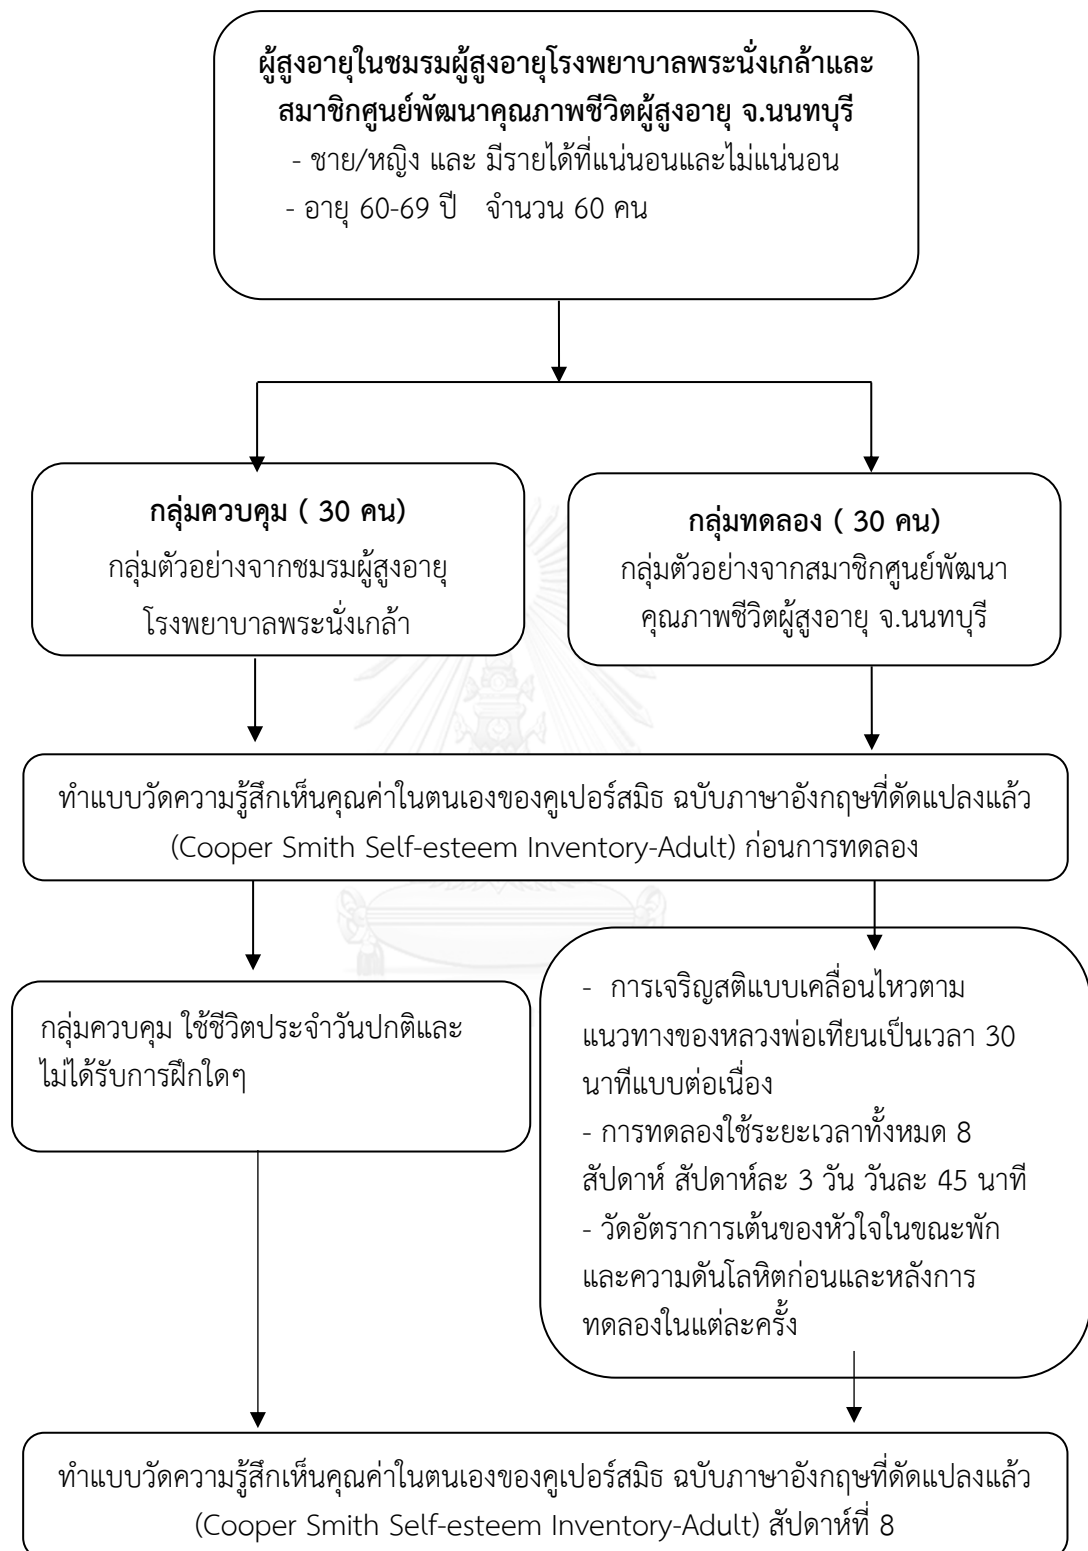 ผู้สูงอายุในชมรมผู้สูงอายุโรงพยาบาลพระนั่งเกล้าและ
สมาชิกศูนย์พัฒนาคุณภาพชีวิตผู้สูงอายุ จ.นนทบุรี
- ชาย/หญิง และ มีรายได้ที่แน่นอนและไม่แน่นอน
- อายุ 60-69 ปี จำนวน 60 คน
กลุ่มควบคุม ( 30 คน)
กลุ่มตัวอย่างจากชมรมผู้สูงอายุ
โรงพยาบาลพระนั่งเกล้า
กลุ่มทดลอง ( 30 คน)
กลุ่มตัวอย่างจากสมาชิกศูนย์พัฒนา
คุณภาพชีวิตผู้สูงอายุ จ.นนทบุรี
ทำแบบวัดความรู้สึกเห็นคุณค่าในตนเองของคูเปอร์สมิธ ฉบับภาษาอังกฤษที่ดัดแปลงแล้ว
(Cooper Smith Self-esteem Inventory-Adult) ก่อนการทดลอง
กลุ่มควบคุม ใช้ชีวิตประจำวันปกติและ
ไม่ได้รับการฝึกใดๆ
- การเจริญสติแบบเคลื่อนไหวตาม
แนวทางของหลวงพ่อเทียนเป็นเวลา 30
นาทีแบบต่อเนื่อง
- การทดลองใช้ระยะเวลาทั้งหมด 8
สัปดาห์ สัปดาห์ละ 3 วัน วันละ 45 นาที
- วัดอัตราการเต้นของหัวใจในขณะพัก
และความดันโลหิตก่อนและหลังการ
ทดลองในแต่ละครั้ง
ทำแบบวัดความรู้สึกเห็นคุณค่าในตนเองของคูเปอร์สมิธ ฉบับภาษาอังกฤษที่ดัดแปลงแล้ว
(Cooper Smith Self-esteem Inventory-Adult) สัปดาห์ที่ 8